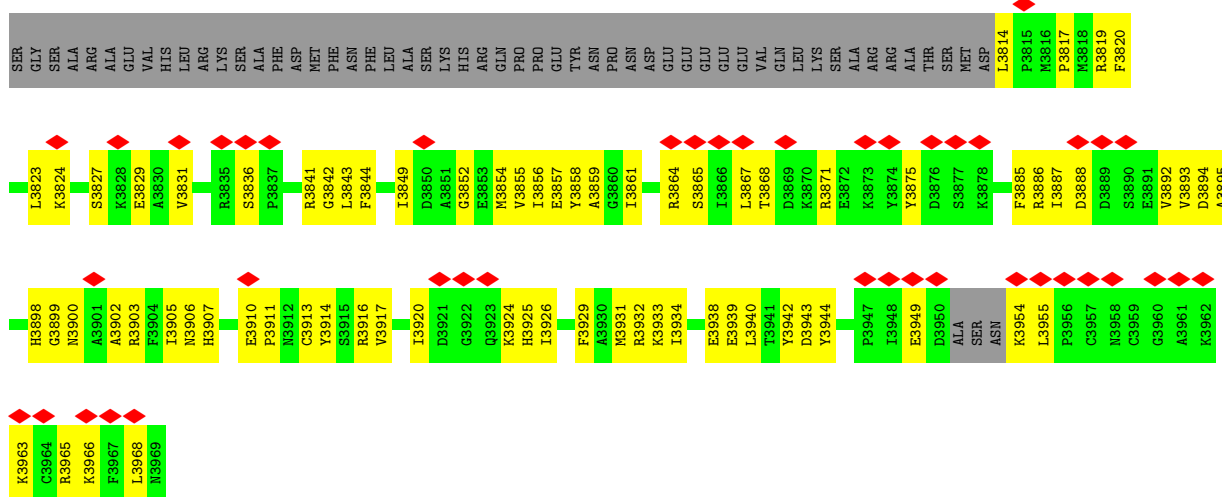 SER GLY SER ALA ARG ALA GLU VAL HIS LEU ARG LYS SER ALA PHE ASP MET PHE ASN PHE LEU ALA SER LYS HIS ARG GLN PRO PRO GLU TYR ASN PRO ASN ASP GLU GLU GLU GLU GLU VAL GLN LEU LYS SER ALA ARG ARG ALA THR SER MET ASP L3814 P3815 M3816 P3817 M3818 R3819 F3820
L3823 K3824 S3827 K3828 E3829 A3830 V3831 R3835 S3836 P3837 R3841 G3842 L3843 F3844 I3849 D3850 A3851 G3852 E3853 M3854 V3855 I3856 E3857 Y3858 A3859 G3860 I3861 R3864 S3865 I3866 L3867 T3868 D3869 K3870 R3871 E3872 K3873 Y3874 Y3875 D3876 S3877 K3878 F3885 R3886 I3887 D3888 D3889 S3890 E3891 V3892 V3893 D3894 A3895
H3898 G3899 N3900 A3901 A3902 R3903 F3904 I3905 N3906 H3907 E3910 P3911 N3912 C3913 Y3914 S3915 R3916 V3917 I3920 D3921 G3922 Q3923 K3924 H3925 I3926 F3929 A3930 M3931 R3932 K3933 I3934 E3938 E3939 L3940 T3941 Y3942 D3943 Y3944 P3947 I3948 E3949 D3950 ALA SER ASN K3954 L3955 P3956 C3957 N3958 C3959 G3960 A3961 K3962
K3963 C3964 R3965 K3966 F3967 L3968 N3969